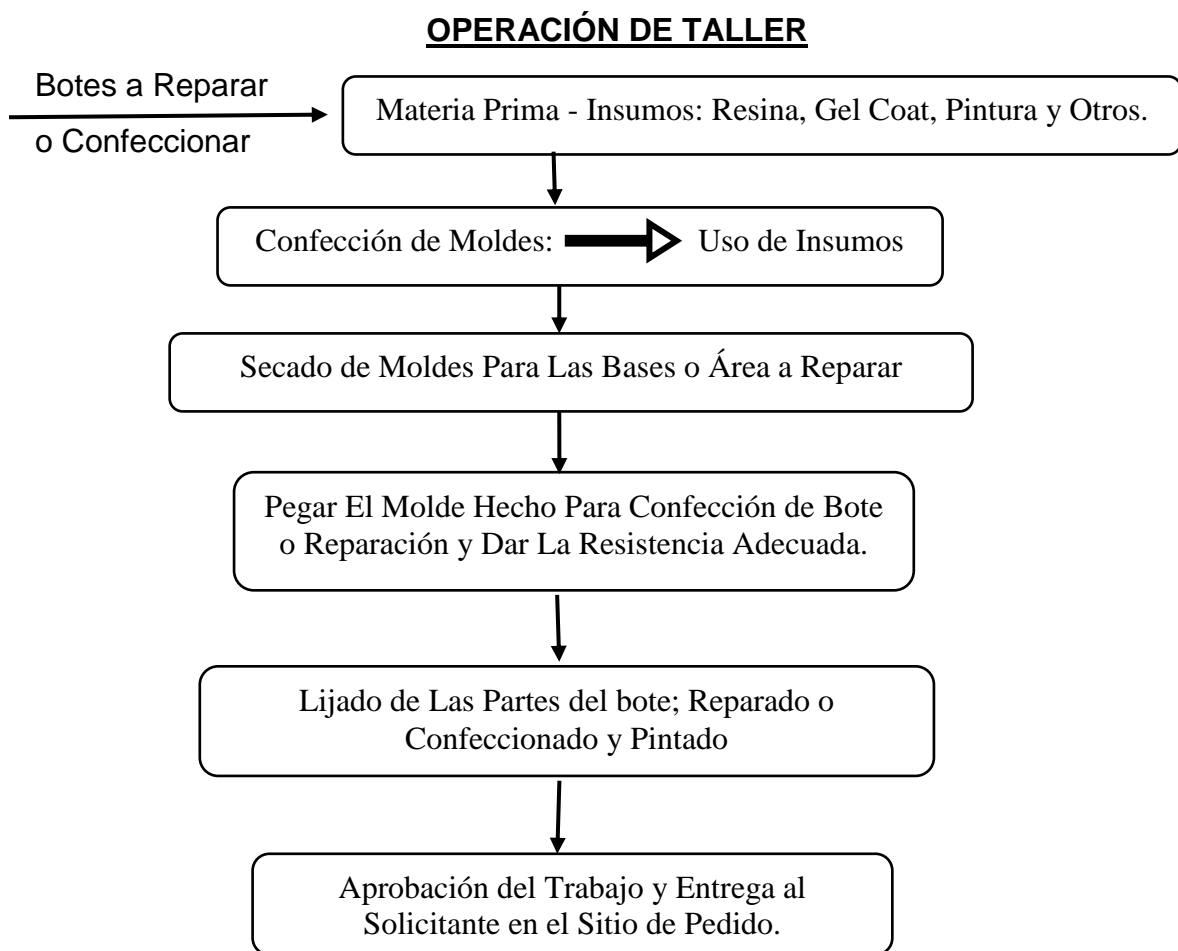 OPERACIÓN DE TALLER
Botes a Reparar
o Confeccionar
Materia Prima - Insumos: Resina, Gel Coat, Pintura y Otros.
Confección de Moldes: Uso de Insumos
Secado de Moldes Para Las Bases o Área a Reparar
Pegar El Molde Hecho Para Confección de Bote
o Reparación y Dar La Resistencia Adecuada.
Lijado de Las Partes del bote; Reparado o
Confeccionado y Pintado
Aprobación del Trabajo y Entrega al
Solicitante en el Sitio de Pedido.